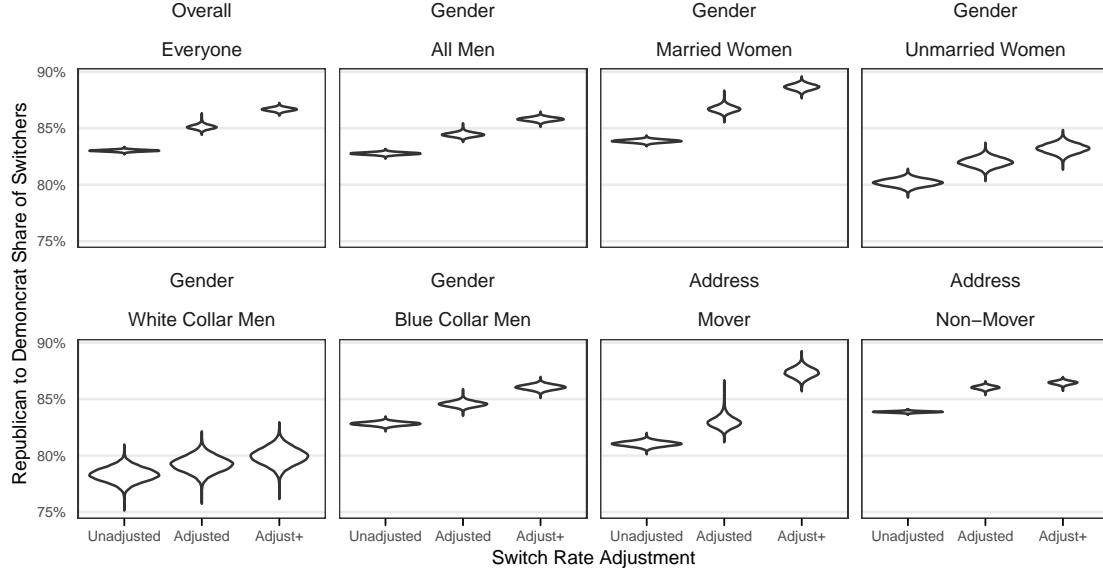 Overall Gender Gender Gender
Everyone All Men Married Women Unmarried Women
90%
85%
80%
75%
Gender Gender Address Address
White Collar Men Blue Collar Men Mover Non−Mover
90%
85%
80%
75%
Unadjusted Adjusted Adjust+ Unadjusted Adjusted Adjust+ Unadjusted Adjusted Adjust+ Unadjusted Adjusted Adjust+
Switch Rate Adjustment
Republican to Demoncrat Share of Switchers